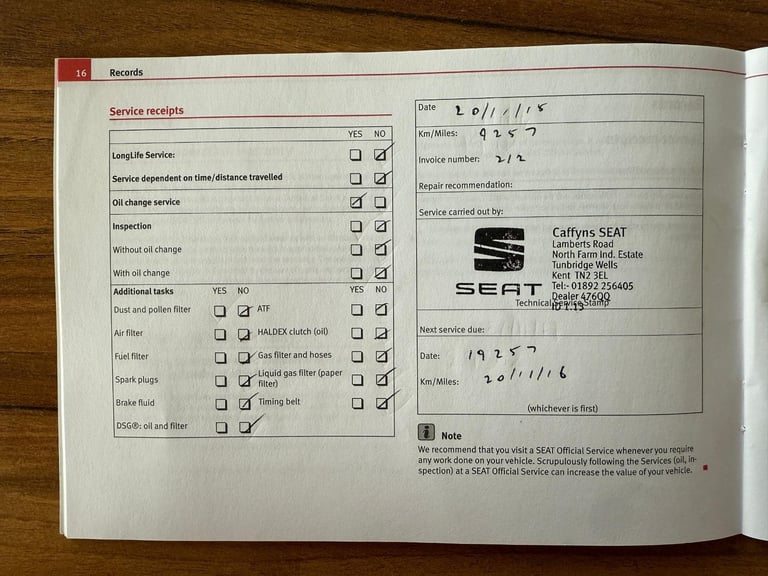 16 Records
Service receipts
YES NO
LongLife Service:
Service dependent on time/distance travelled
Oil change service
Inspection
Without oil change
With oil change
Additional tasks YES NO YES NO
Dust and pollen filter ATF
Air filter HALDEX clutch (oil)
Fuel filter Gas filter and hoses
Spark plugs Liquid gas filter (paper
filter)
Brake fluid Timing belt
DSG®: oil and filter
Date 20/11/15
Km/Miles: 9257
Invoice number: 2/2
Repair recommendation:
Service carried out by:
SEAT
Caffyns SEAT
Lamberts Road
North Farm Ind. Estate
Tunbridge Wells
Kent TN2 3EL
Tel:- 01892 256405
Dealer 476QQ
Technical Service Stamp
Next service due:
Date: 19257
Km/Miles: 20/11/16
(whichever is first)
i Note
We recommend that you visit a SEAT Official Service whenever you require
any work done on your vehicle. Scrupulously following the Services (oil, in-
spection) at a SEAT Official Service can increase the value of your vehicle.